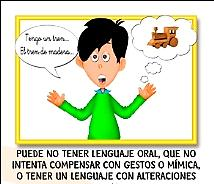 Tengo un tren...
El tren de madera...
PUEDE NO TENER LENGUAJE ORAL, QUE NO
INTENTA COMPENSAR CON GESTOS O MÍMICA,
O TENER UN LENGUAJE CON ALTERACIONES